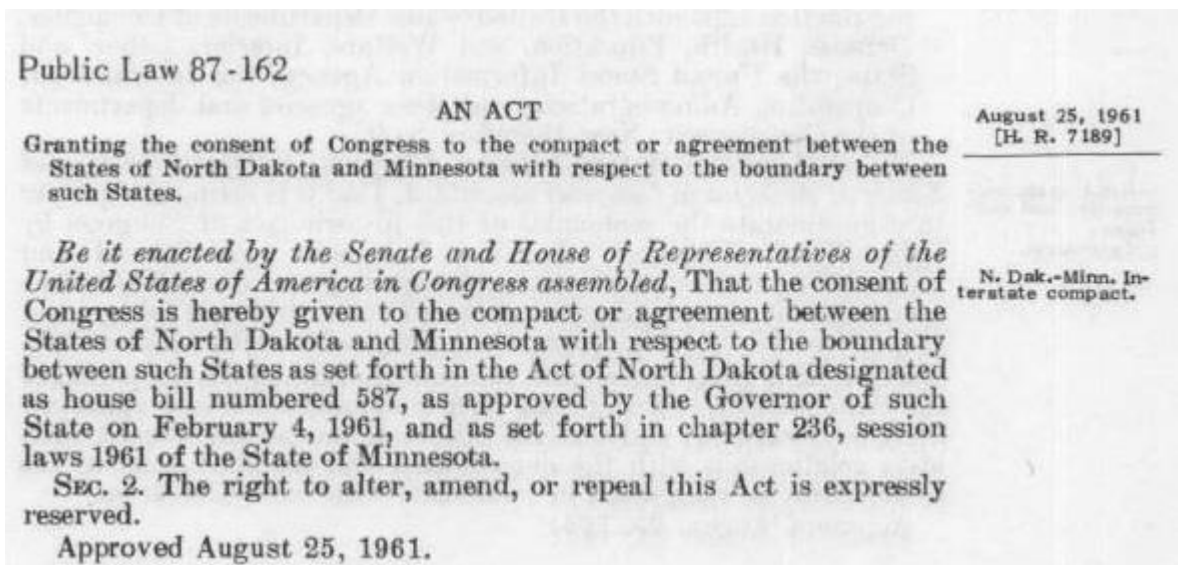 Public Law 87-162
AN ACT
Granting the consent of Congress to the compact or agreement between the
States of North Dakota and Minnesota with respect to the boundary between
such States.
August 25, 1961
[H. R. 7189]
Be it enacted by the Senate and House of Representatives of the
United States of America in Congress assembled, That the consent of
Congress is hereby given to the compact or agreement between the
States of North Dakota and Minnesota with respect to the boundary
between such States as set forth in the Act of North Dakota designated
as house bill numbered 587, as approved by the Governor of such
State on February 4, 1961, and as set forth in chapter 236, session
laws 1961 of the State of Minnesota.
N. Dak.-Minn. In-
terstate compact.
SEC. 2. The right to alter, amend, or repeal this Act is expressly
reserved.
Approved August 25, 1961.